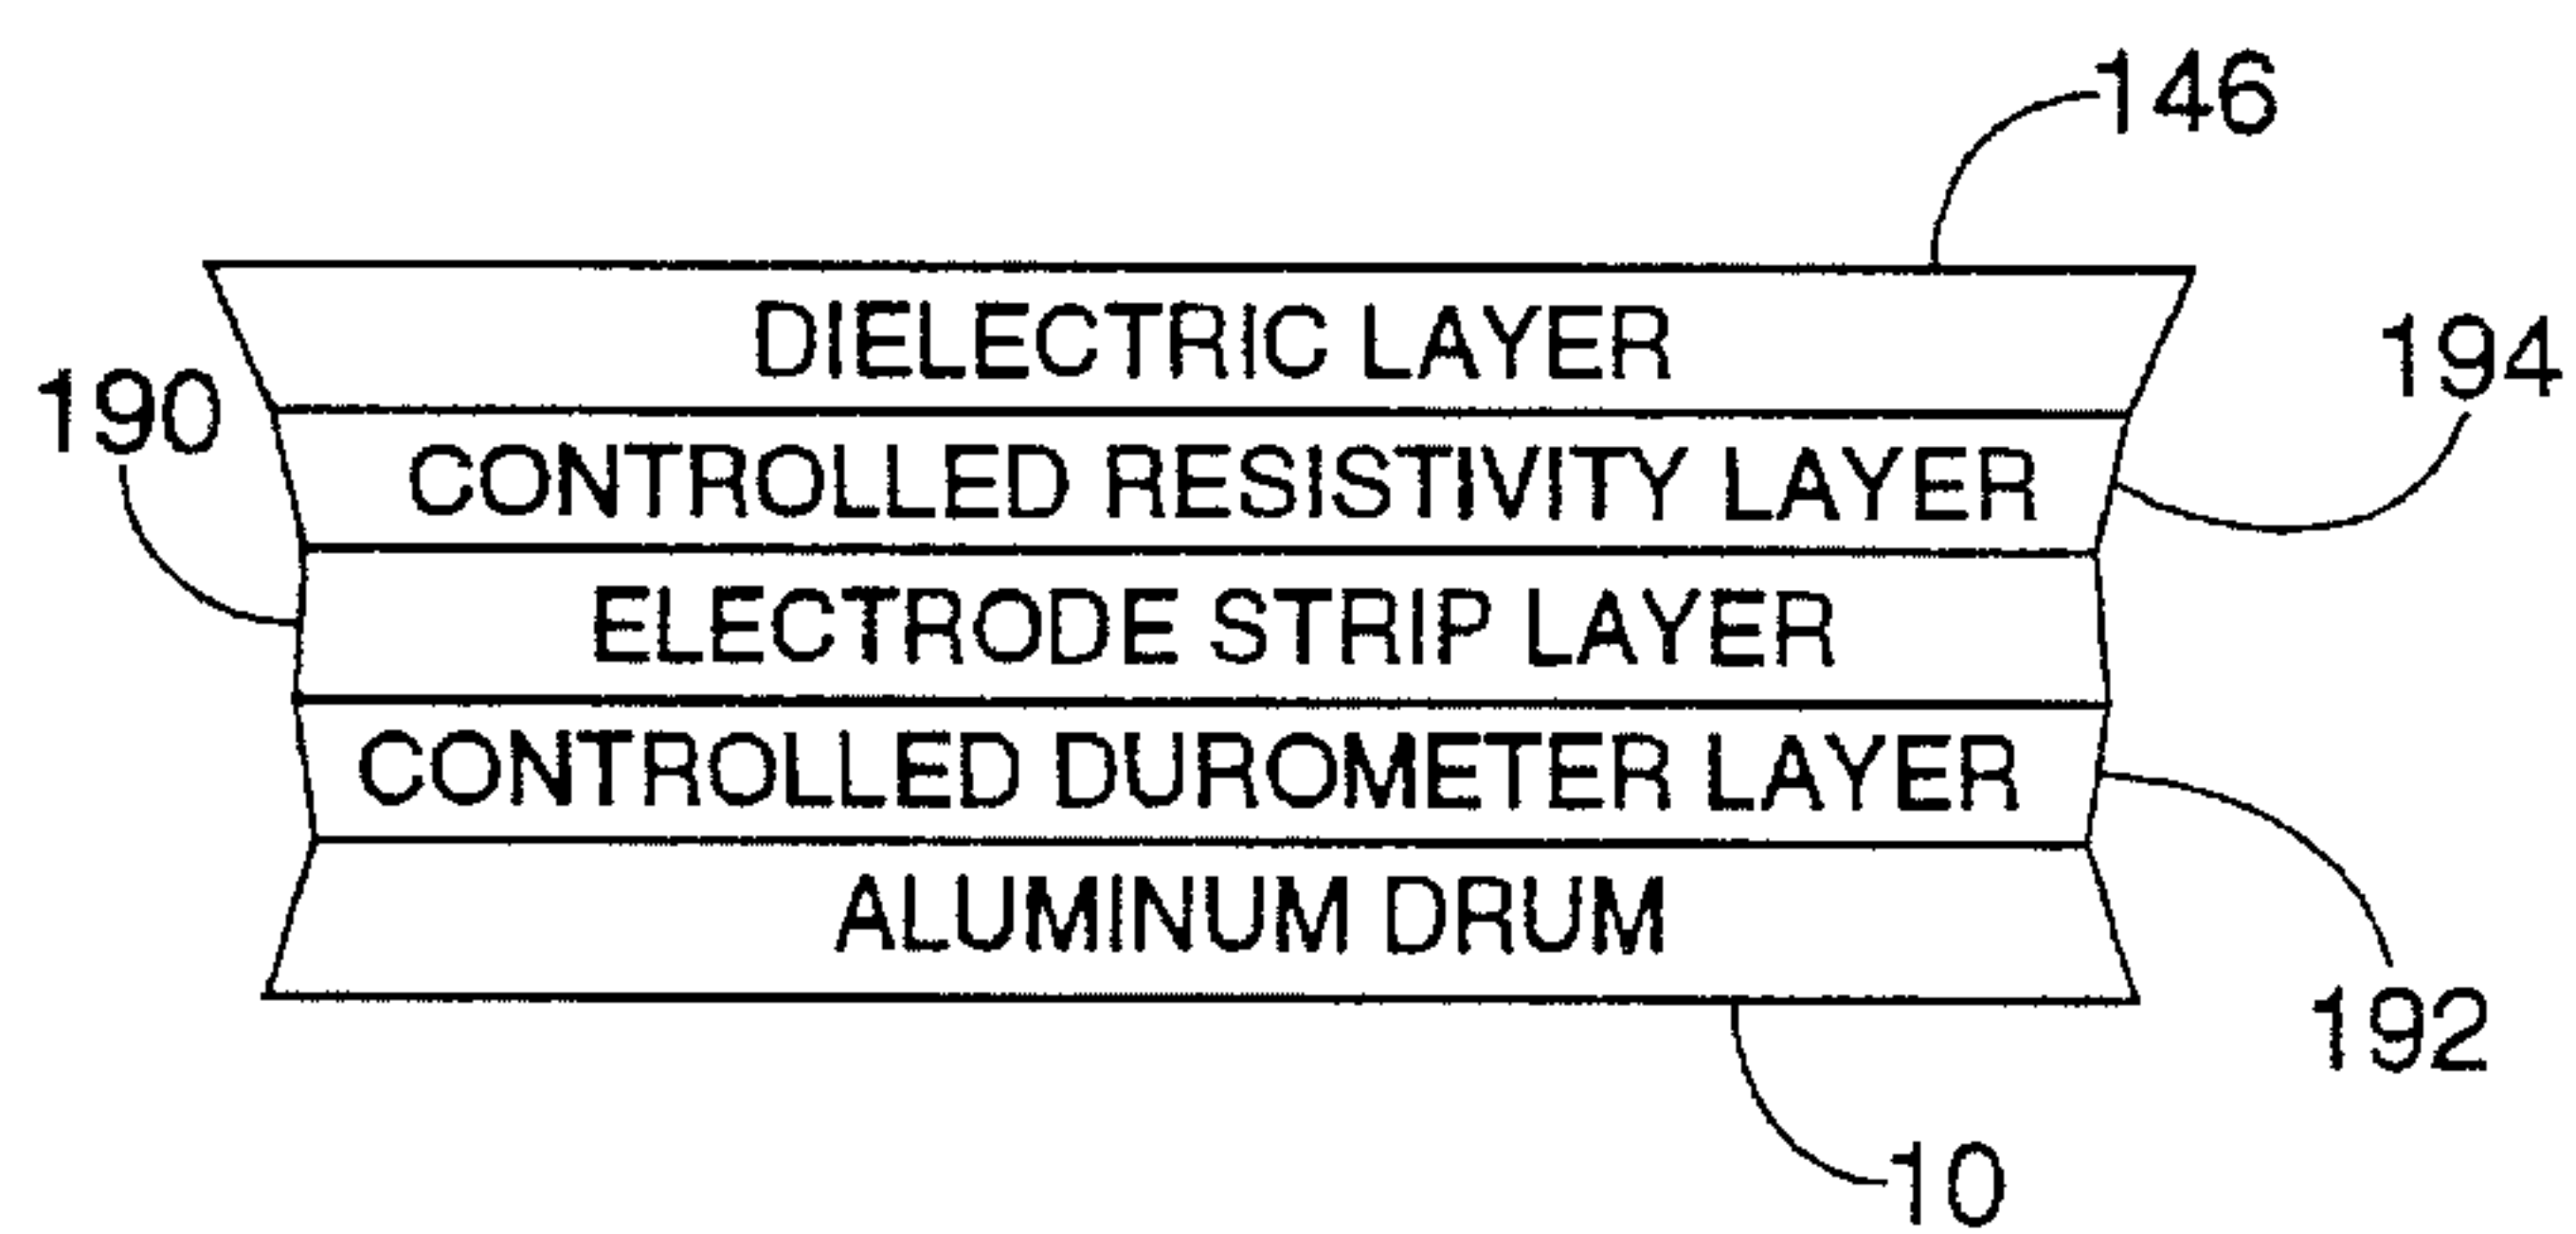 146
DIELECTRIC LAYER
194
190
CONTROLLED RESISTIVITY LAYER
ELECTRODE STRIP LAYER
CONTROLLED DUROMETER LAYER
ALUMINUM DRUM
192
10